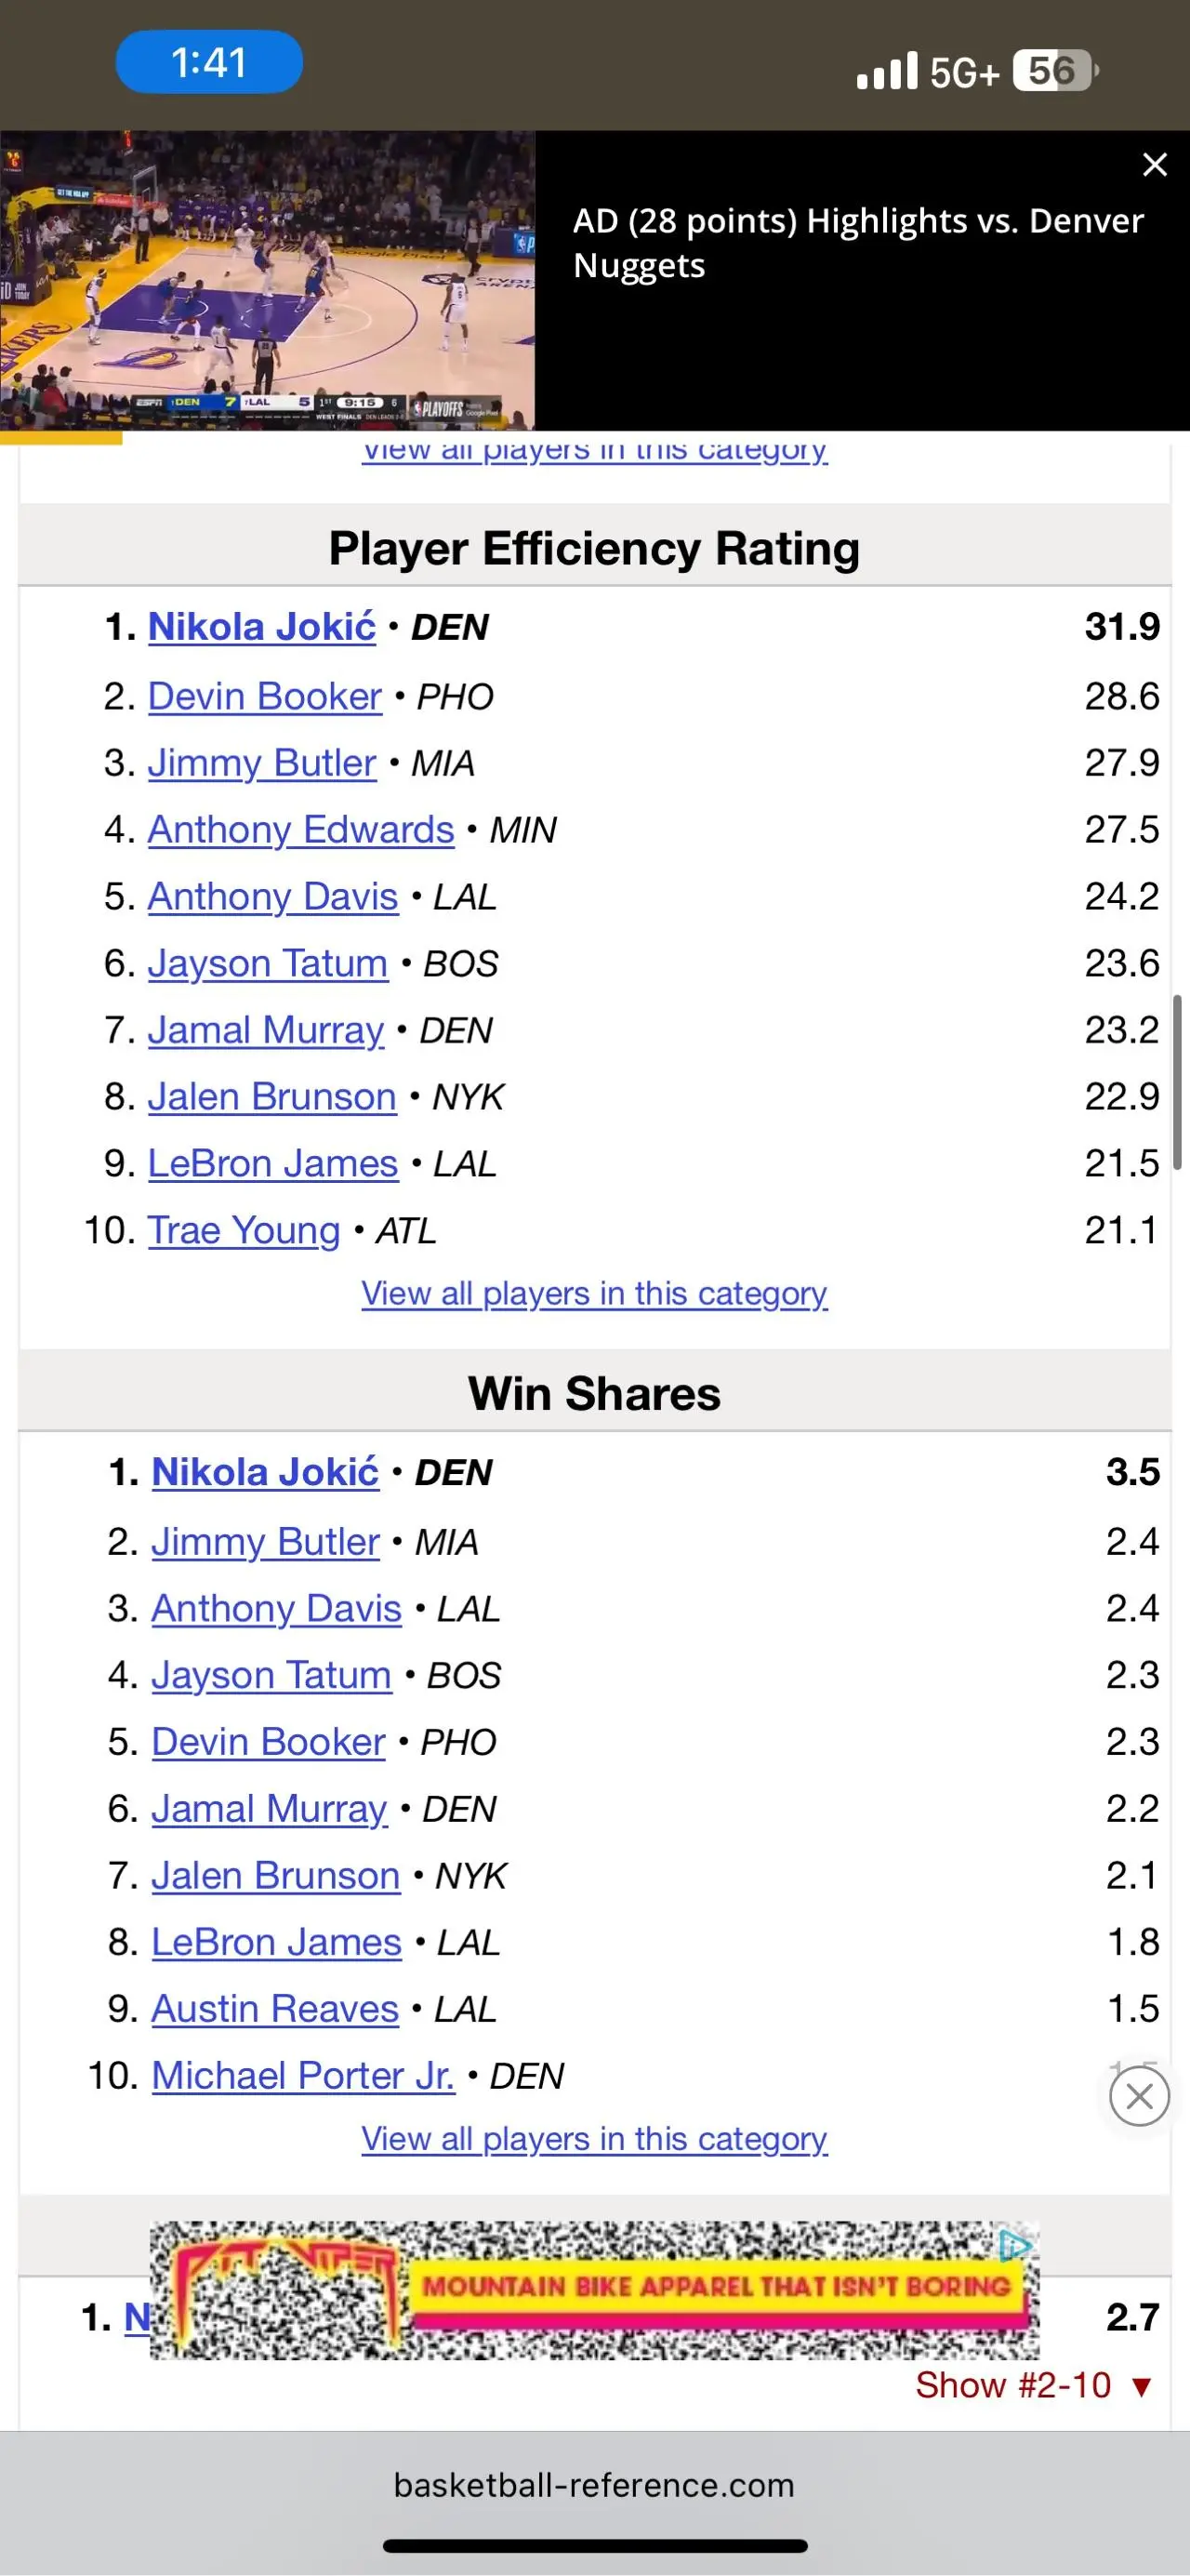 1:41
5G+ 56
AD (28 points) Highlights vs. Denver
Nuggets
DEN 7 LAL 5 1ST 9:15 6
PLAYOFFS
View all players in this category
Player Efficiency Rating
1. Nikola Jokić • DEN 31.9
2. Devin Booker • PHO 28.6
3. Jimmy Butler • MIA 27.9
4. Anthony Edwards • MIN 27.5
5. Anthony Davis • LAL 24.2
6. Jayson Tatum • BOS 23.6
7. Jamal Murray • DEN 23.2
8. Jalen Brunson • NYK 22.9
9. LeBron James • LAL 21.5
10. Trae Young • ATL 21.1
View all players in this category
Win Shares
1. Nikola Jokić • DEN 3.5
2. Jimmy Butler • MIA 2.4
3. Anthony Davis • LAL 2.4
4. Jayson Tatum • BOS 2.3
5. Devin Booker • PHO 2.3
6. Jamal Murray • DEN 2.2
7. Jalen Brunson • NYK 2.1
8. LeBron James • LAL 1.8
9. Austin Reaves • LAL 1.5
10. Michael Porter Jr. • DEN
View all players in this category
PIT VIPER
MOUNTAIN BIKE APPAREL THAT ISN'T BORING
1. N 2.7
Show #2-10 ▼
basketball-reference.com